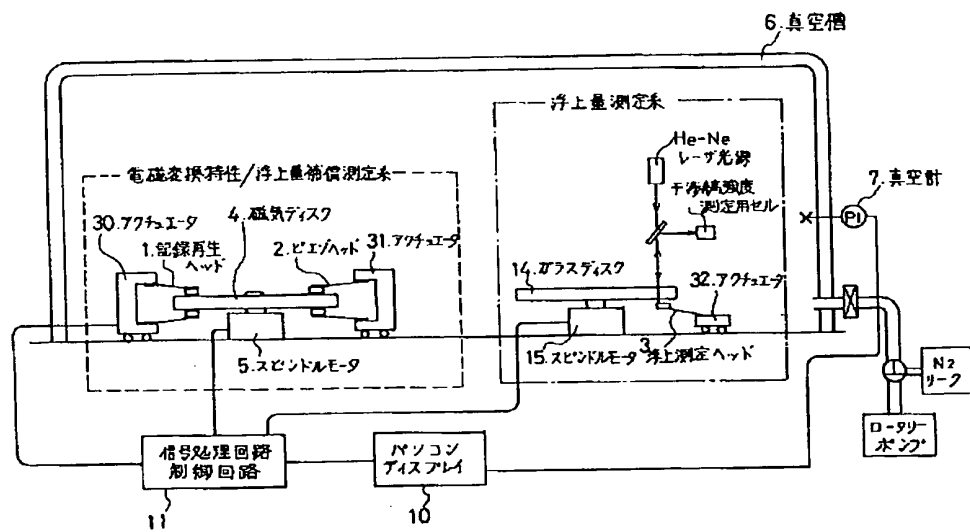 6.真空槽
浮上量測定系
He-Ne
レーザ光線
干渉縞強度
測定用セル
7.真空計
PI
電磁変換特性/浮上量補償測定系
30.アクチュエータ
1.記録再生
ヘッド
4.磁気ディスク
2.ピエゾヘッド
31.アクチュエータ
14.ガラスディスク
32.アクチュエータ
5.スピンドルモータ
15.スピンドルモータ
3.浮上測定ヘッド
N2
リーク
ロータリー
ポンプ
信号処理回路
制御回路
11
パソコン
ディスプレイ
10